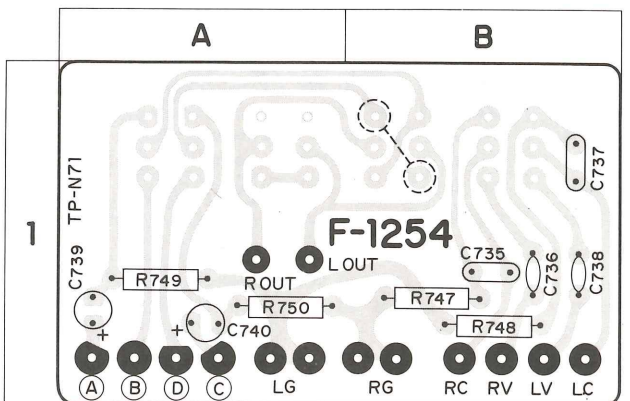 A B
1
TP-N71
C737
F-1254
C739
R OUT L OUT
C735
C736
C738
R749
R750
R747
+
+
C740
R748
A B D C LG RG RC RV LV LC